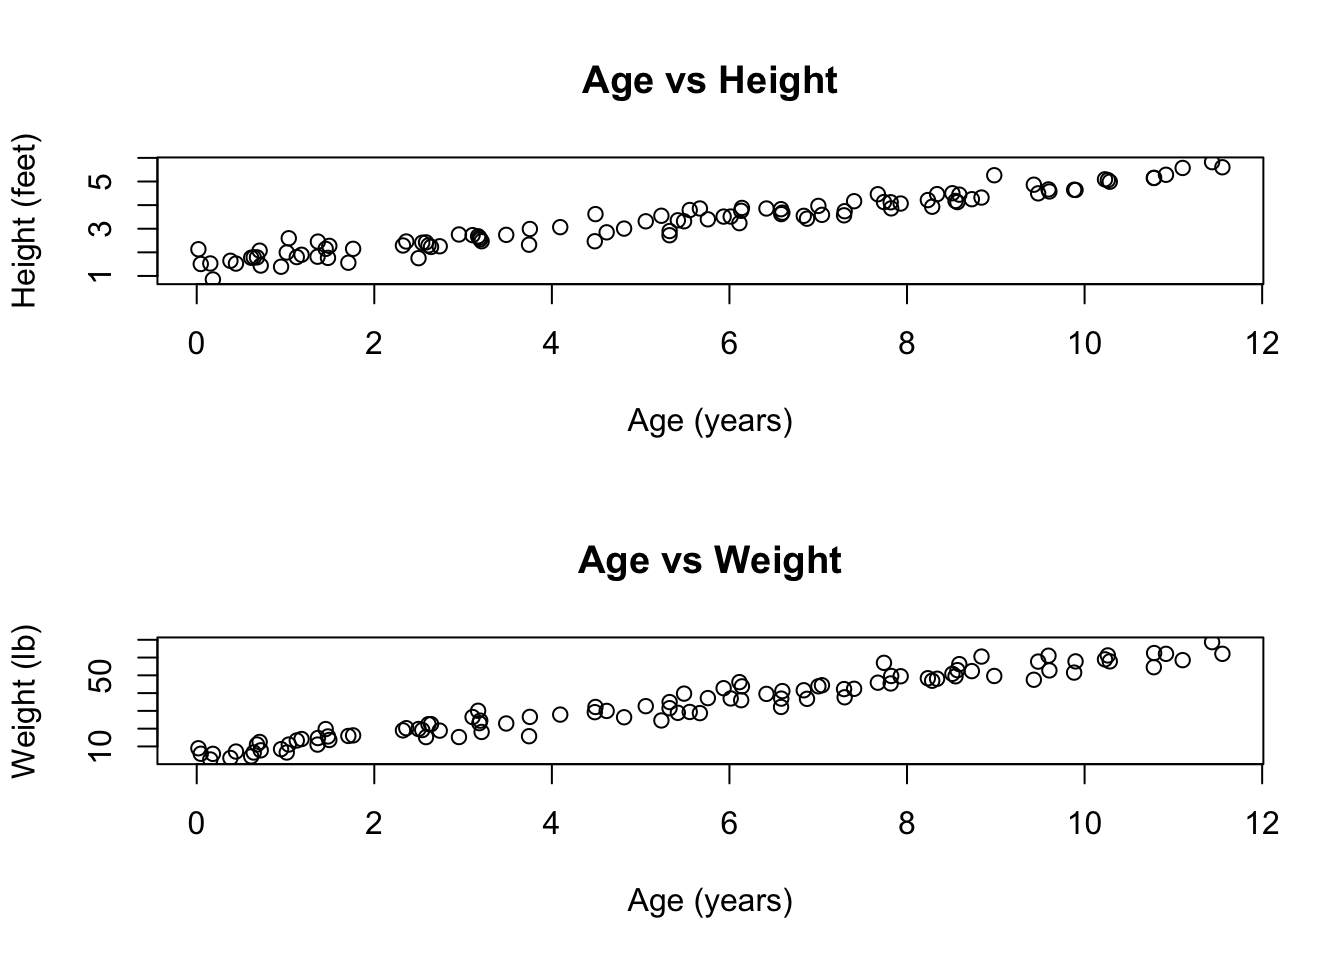 Age vs Height
Height (feet)
5
3
1
0 2 4 6 8 10 12
Age (years)
Age vs Weight
Weight (lb)
50
10
0 2 4 6 8 10 12
Age (years)